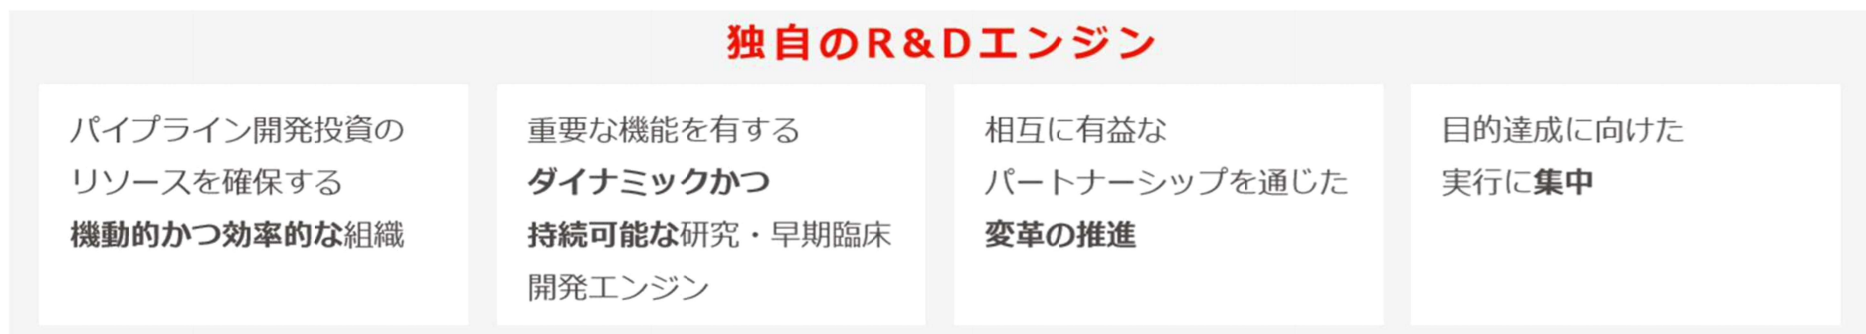 独自のR&Dエンジン
パイプライン開発投資の
リソースを確保する
機動的かつ効率的な組織
重要な機能を有する
ダイナミックかつ
持続可能な研究・早期臨床
開発エンジン
相互に有益な
パートナーシップを通じた
変革の推進
目的達成に向けた
実行に集中